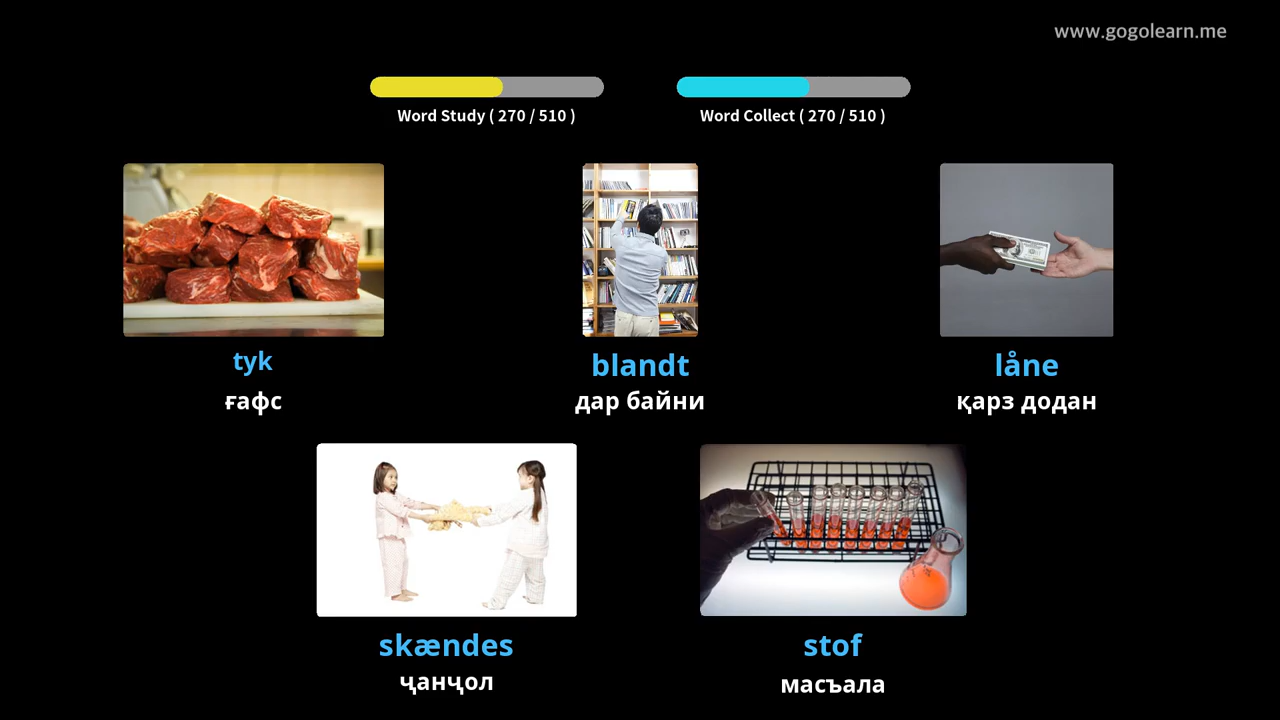 www.gogolearn.me
Word Study ( 270 / 510 )
Word Collect ( 270 / 510 )
tyk
ғафс
blandt
дар байни
låne
қарз додан
skændes
ҷанҷол
stof
масъала